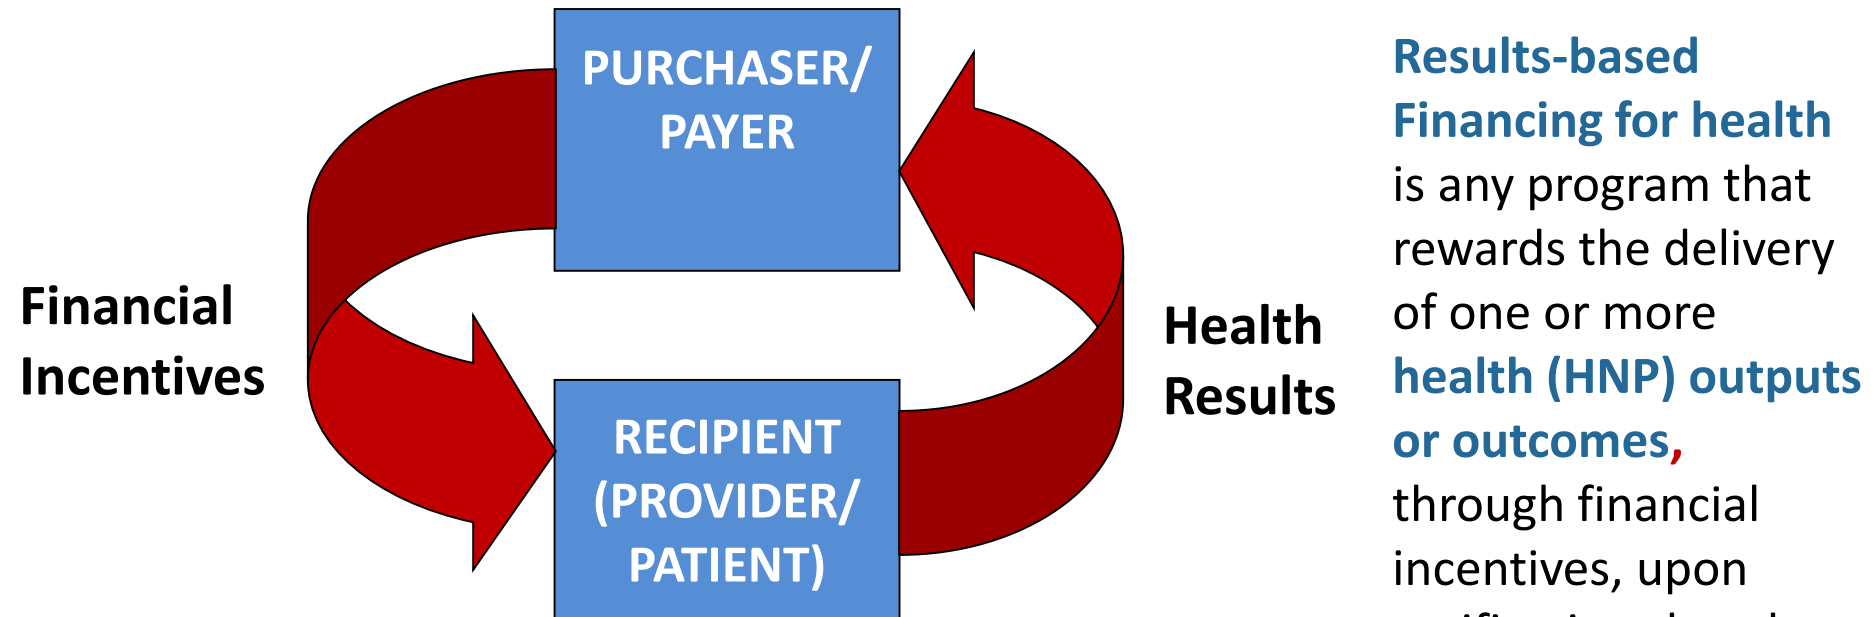 PURCHASER/
PAYER
Financial
Incentives
Health
Results
RECIPIENT
(PROVIDER/
PATIENT)
Results-based
Financing for health
is any program that
rewards the delivery
of one or more
health (HNP) outputs
or outcomes,
through financial
incentives, upon